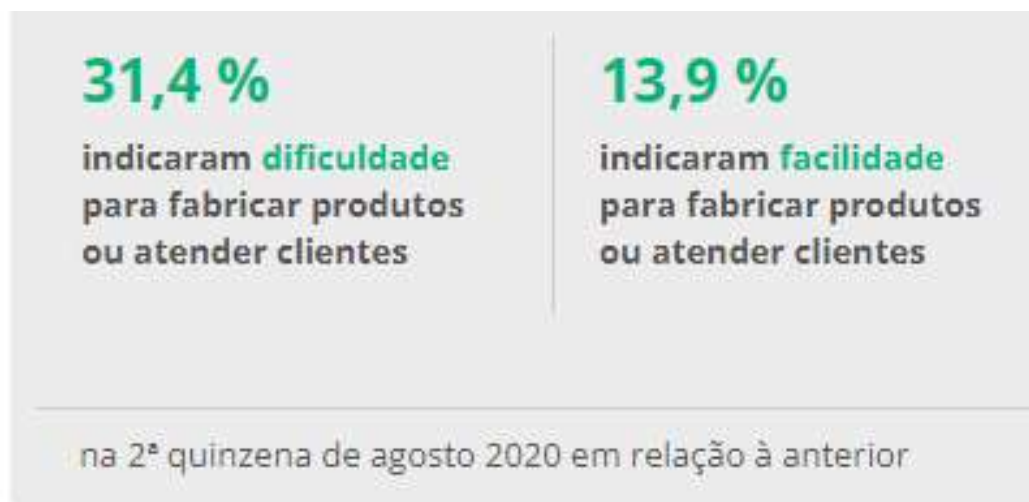 31,4 %
indicaram dificuldade
para fabricar produtos
ou atender clientes
13,9 %
indicaram facilidade
para fabricar produtos
ou atender clientes
na 2ª quinzena de agosto 2020 em relação à anterior